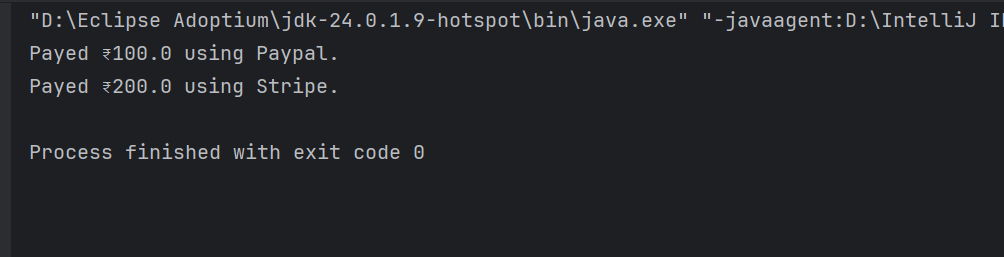 "D:\Eclipse Adoptium\jdk-24.0.1.9-hotspot\bin\java.exe" "-javaagent:D:\IntelliJ
Payed ₹100.0 using Paypal.
Payed ₹200.0 using Stripe.
Process finished with exit code 0